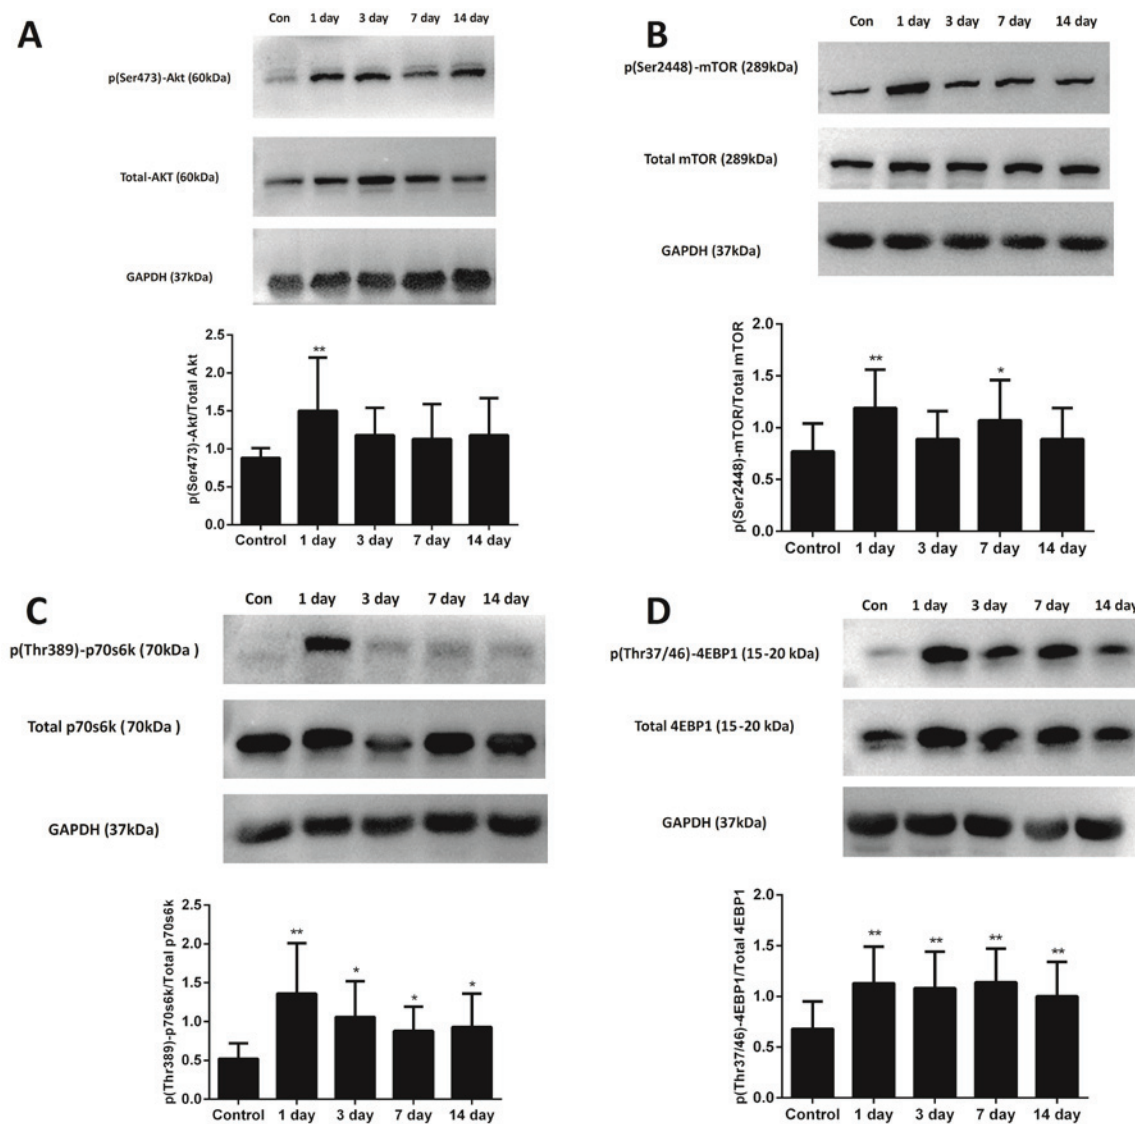 A
Con 1 day 3 day 7 day 14 day
p(Ser473)-Akt (60kDa)
Total-AKT (60kDa)
GAPDH (37kDa)
p(Ser473)-Akt/Total Akt
2.5
2.0
1.5
1.0
0.5
0.0
**
Control 1 day 3 day 7 day 14 day
B
Con 1 day 3 day 7 day 14 day
p(Ser2448)-mTOR (289kDa)
Total mTOR (289kDa)
GAPDH (37kDa)
p(Ser2448)-mTOR/Total mTOR
2.0
1.5
1.0
0.5
0.0
** *
Control 1 day 3 day 7 day 14 day
C
Con 1 day 3 day 7 day 14 day
p(Thr389)-p70s6k (70kDa )
Total p70s6k (70kDa )
GAPDH (37kDa)
p(Thr389)-p70s6k/Total p70s6k
2.5
2.0
1.5
1.0
0.5
0.0
** * * *
Control 1 day 3 day 7 day 14 day
D
Con 1 day 3 day 7 day 14 day
p(Thr37/46)-4EBP1 (15-20 kDa)
Total 4EBP1 (15-20 kDa)
GAPDH (37kDa)
p(Thr37/46)-4EBP1/Total 4EBP1
2.0
1.5
1.0
0.5
0.0
** ** ** **
Control 1 day 3 day 7 day 14 day